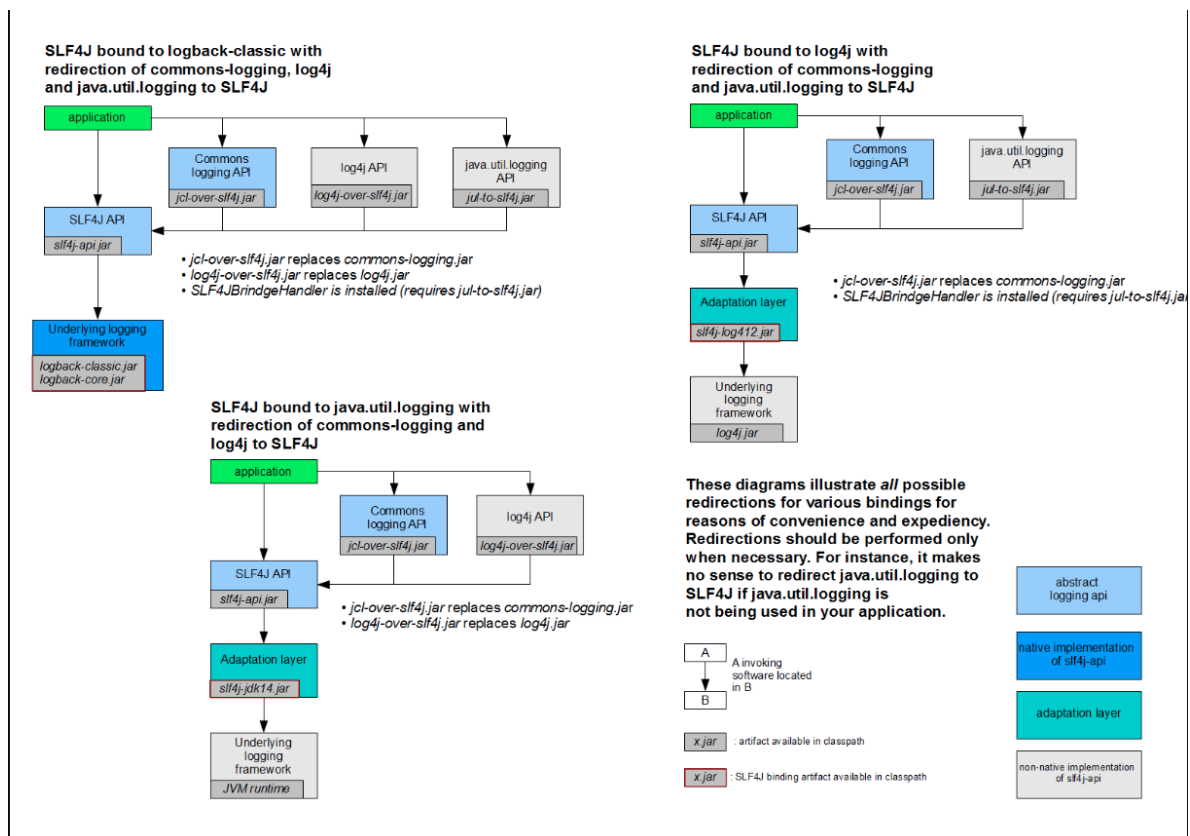 SLF4J bound to logback-classic with
redirection of commons-logging, log4j
and java.util.logging to SLF4J
application
Commons
logging API
jcl-over-slf4j.jar
log4j API
log4j-over-slf4j.jar
java.util.logging
API
jul-to-slf4j.jar
SLF4J API
slf4j-api.jar
• jcl-over-slf4j.jar replaces commons-logging.jar
• log4j-over-slf4j.jar replaces log4j.jar
• SLF4JBrindgeHandler is installed (requires jul-to-slf4j.jar)
Underlying logging
framework
logback-classic.jar
logback-core.jar
SLF4J bound to log4j with
redirection of commons-logging
and java.util.logging to SLF4J
application
Commons
logging API
jcl-over-slf4j.jar
java.util.logging
API
jul-to-slf4j.jar
SLF4J API
slf4j-api.jar
• jcl-over-slf4j.jar replaces commons-logging.jar
• SLF4JBrindgeHandler is installed (requires jul-to-slf4j.jar
Adaptation layer
slf4j-log412.jar
Underlying
logging
framework
log4j.jar
SLF4J bound to java.util.logging with
redirection of commons-logging and
log4j to SLF4J
application
Commons
logging API
jcl-over-slf4j.jar
log4j API
log4j-over-slf4j.jar
SLF4J API
slf4j-api.jar
• jcl-over-slf4j.jar replaces commons-logging.jar
• log4j-over-slf4j.jar replaces log4j.jar
Adaptation layer
slf4j-jdk14.jar
Underlying
logging
framework
JVM runtime
These diagrams illustrate all possible
redirections for various bindings for
reasons of convenience and expediency.
Redirections should be performed only
when necessary. For instance, it makes
no sense to redirect java.util.logging to
SLF4J if java.util.logging is
not being used in your application.
A
B
A invoking
software located
in B
x.jar : artifact available in classpath
x.jar : SLF4J binding artifact available in classpath
abstract
logging api
native implementation
of slf4j-api
adaptation layer
non-native implementation
of slf4j-api